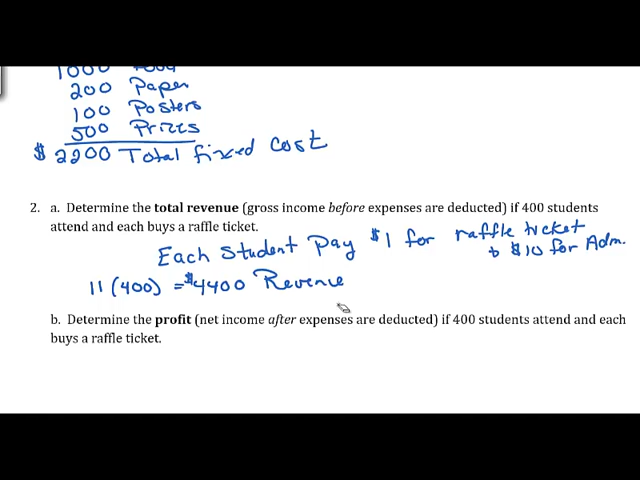 1000 Food
200 Paper
100 Posters
500 Prizes
$ 2200 Total fixed cost
2. a. Determine the total revenue (gross income before expenses are deducted) if 400 students
attend and each buys a raffle ticket.
Each Student Pay $1 for raffle ticket
& $10 for Adm.
11 (400) = $4400 Revenue
b. Determine the profit (net income after expenses are deducted) if 400 students attend and each
buys a raffle ticket.